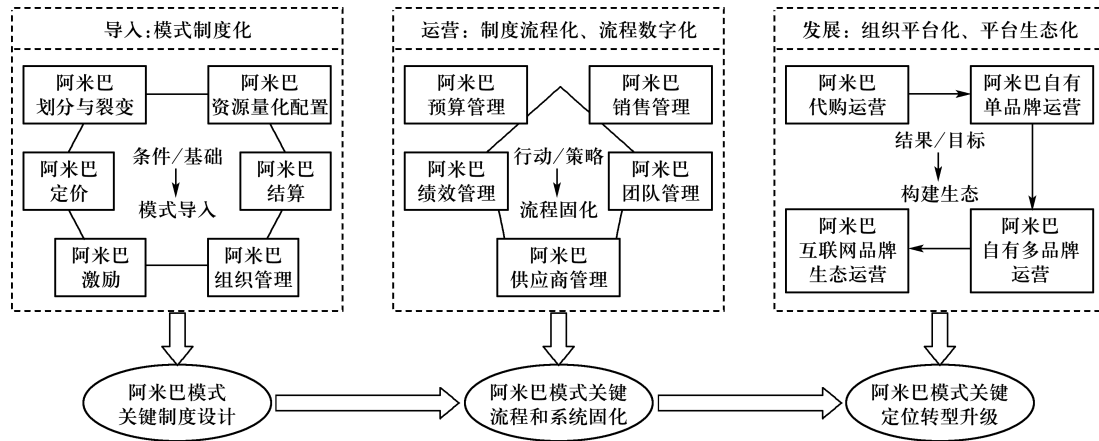 导入:模式制度化
阿米巴
划分与裂变
阿米巴
资源量化配置
阿米巴
定价
条件/基础
模式导入
阿米巴
结算
阿米巴
激励
阿米巴
组织管理
阿米巴模式
关键制度设计
运营:制度流程化、流程数字化
阿米巴
预算管理
阿米巴
销售管理
阿米巴
绩效管理
行动/策略
流程固化
阿米巴
团队管理
阿米巴
供应商管理
阿米巴模式关键
流程和系统固化
发展:组织平台化、平台生态化
阿米巴
代购运营
阿米巴自有
单品牌运营
结果/目标
构建生态
阿米巴
互联网品牌
生态运营
阿米巴
自有多品牌
运营
阿米巴模式关键
定位转型升级